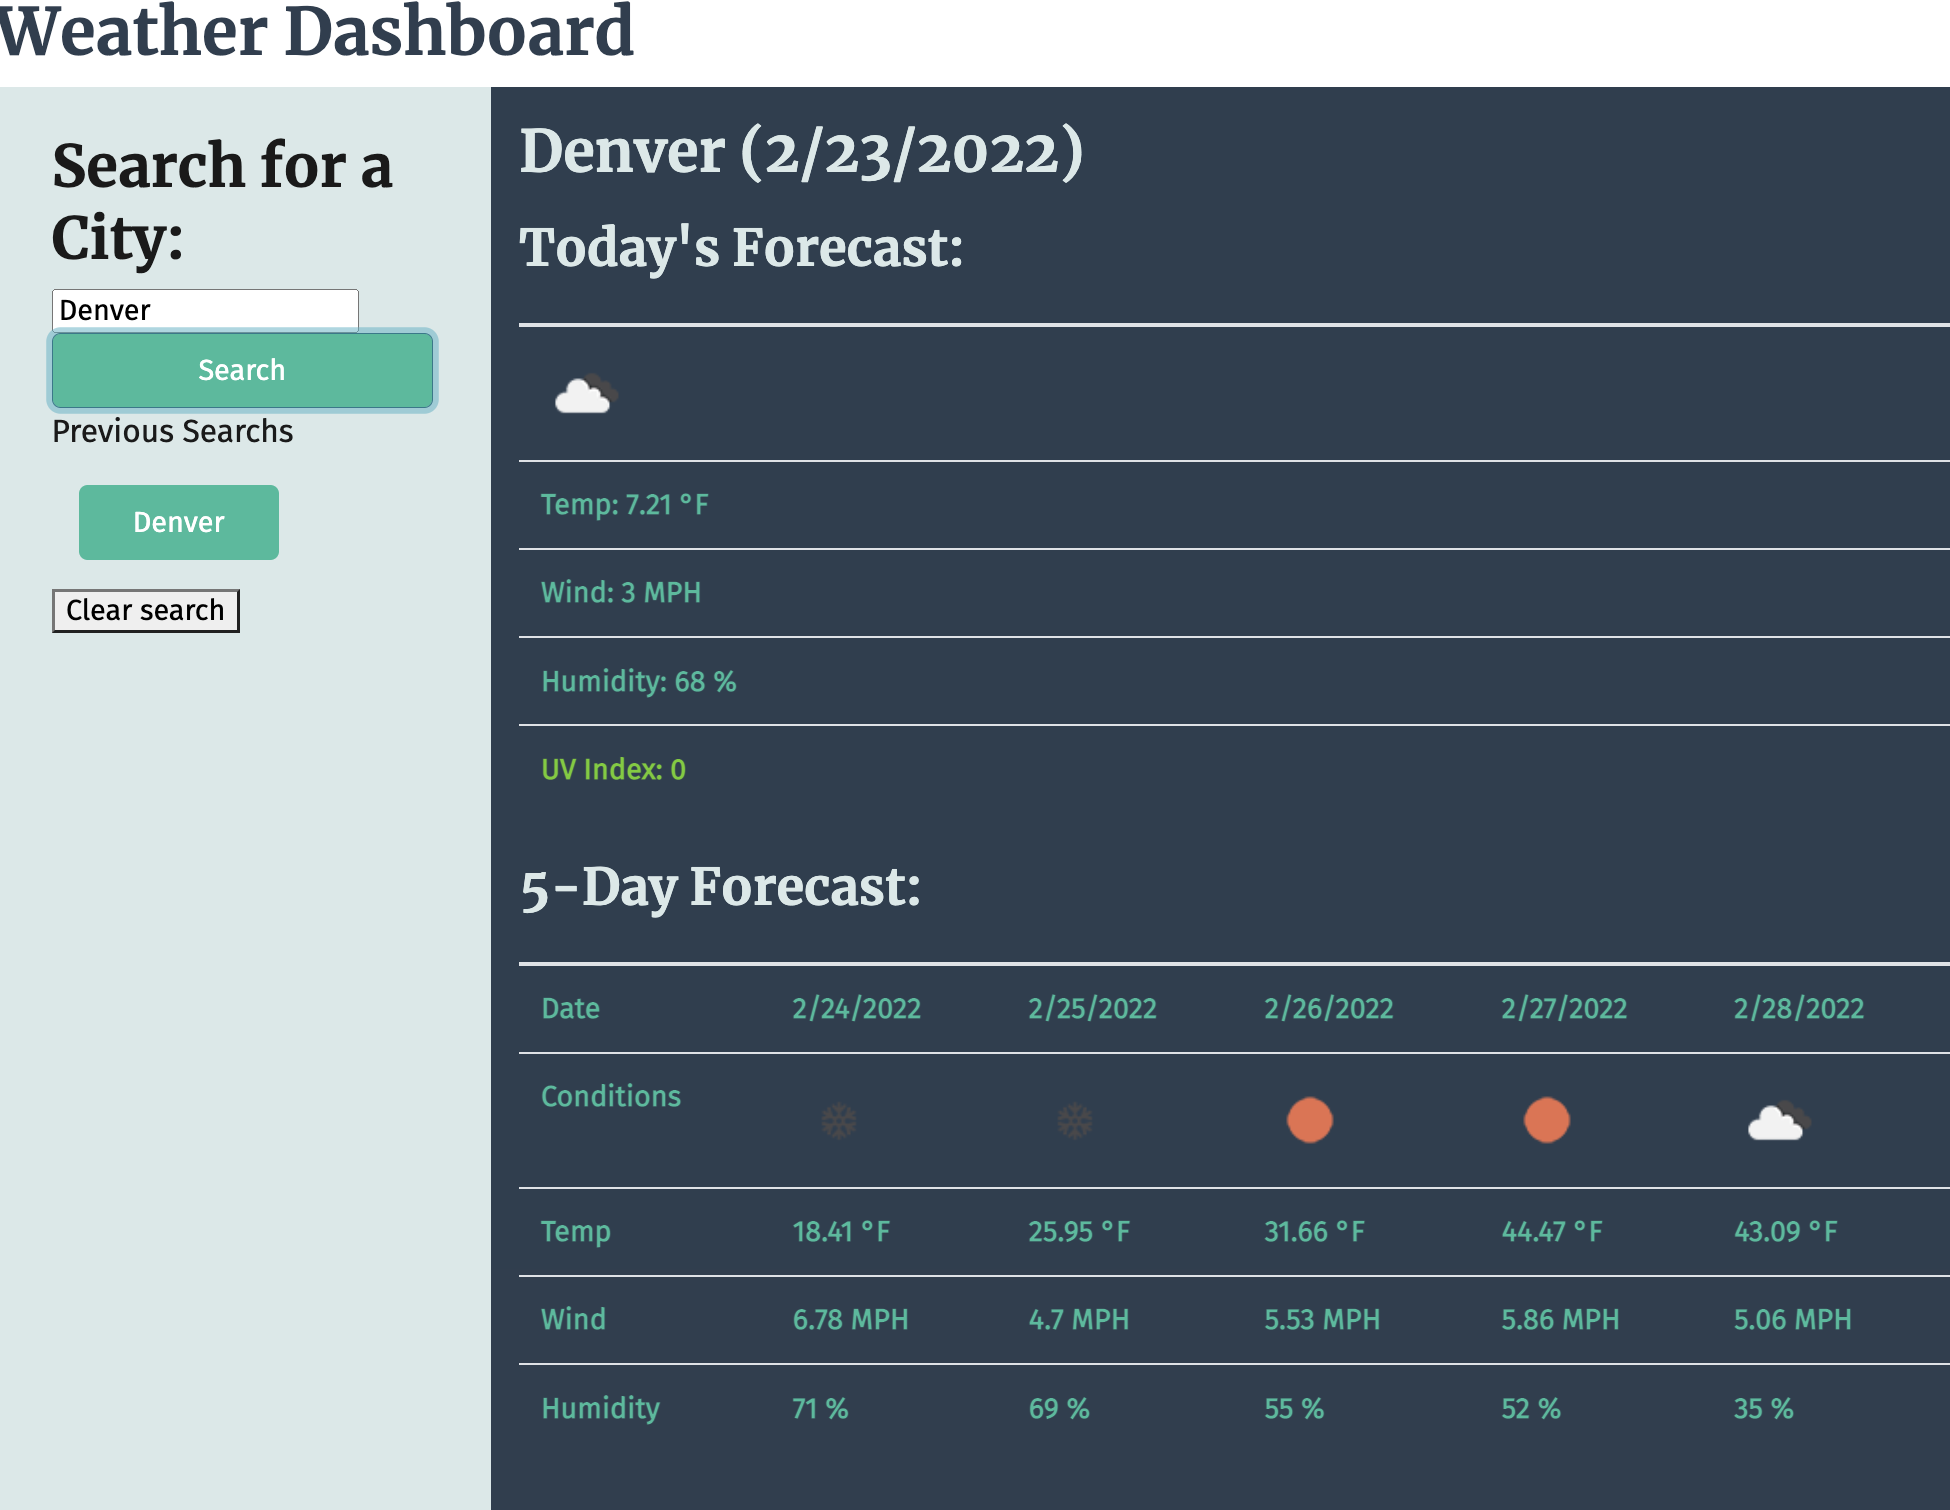 Weather Dashboard
Search for a
City:
Denver
Search
Previous Searchs
Denver
Clear search
Denver (2/23/2022)
Today's Forecast:
Temp: 7.21 °F
Wind: 3 MPH
Humidity: 68 %
UV Index: 0
5-Day Forecast:
Date 2/24/2022 2/25/2022 2/26/2022 2/27/2022 2/28/2022
Conditions
Temp 18.41 °F 25.95 °F 31.66 °F 44.47 °F 43.09 °F
Wind 6.78 MPH 4.7 MPH 5.53 MPH 5.86 MPH 5.06 MPH
Humidity 71 % 69 % 55 % 52 % 35 %